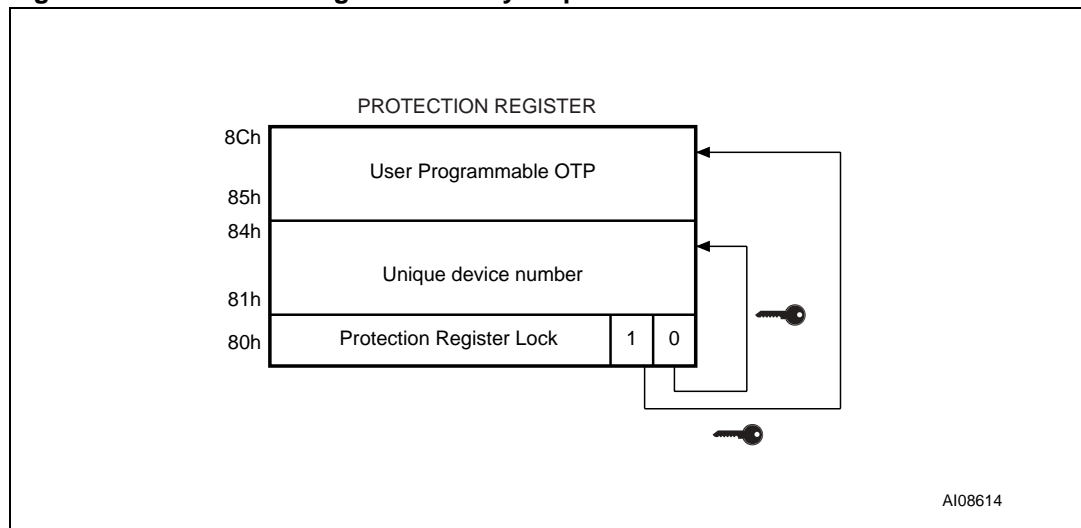 PROTECTION REGISTER
8Ch
User Programmable OTP
85h
84h
Unique device number
81h
80h
Protection Register Lock
1
0
AI08614